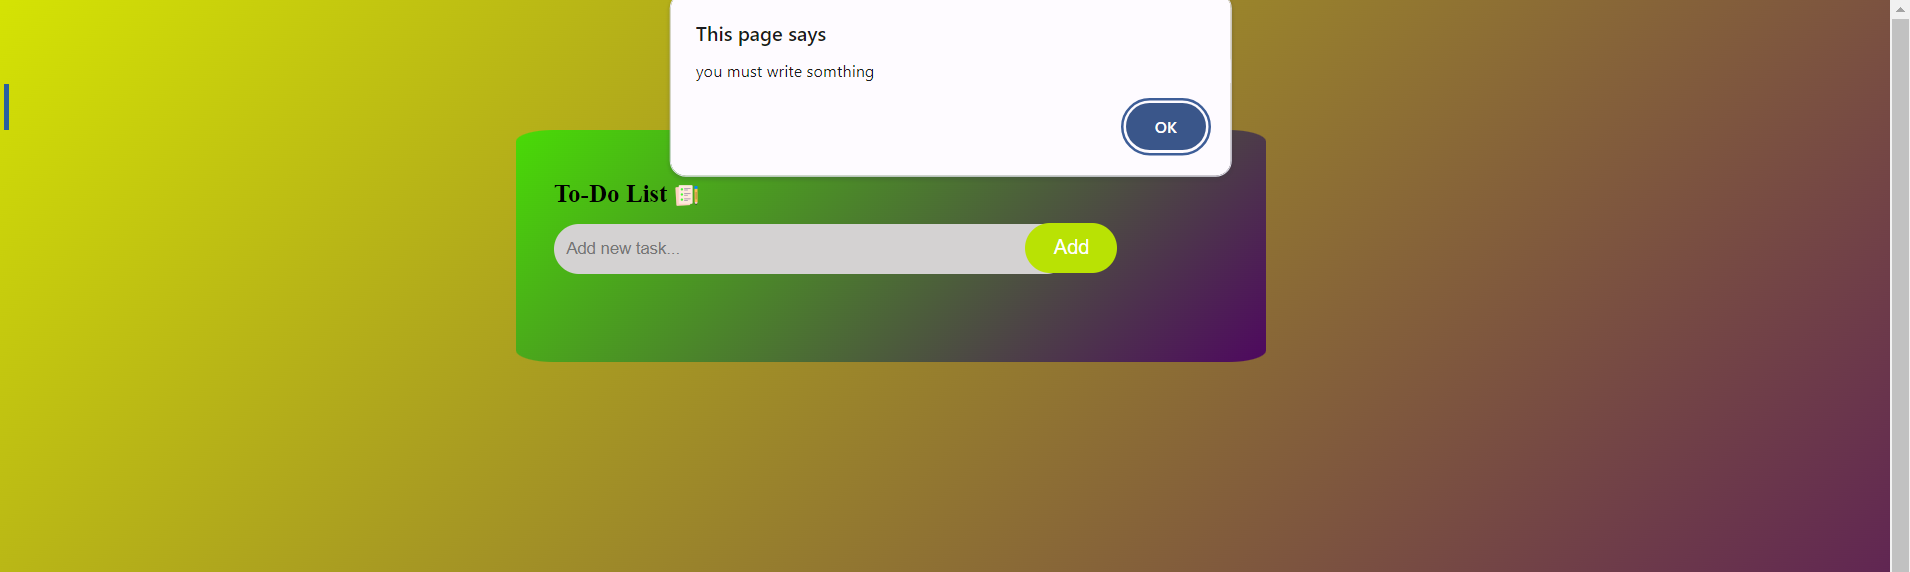 This page says
you must write somthing
OK
To-Do List
Add new task...
Add